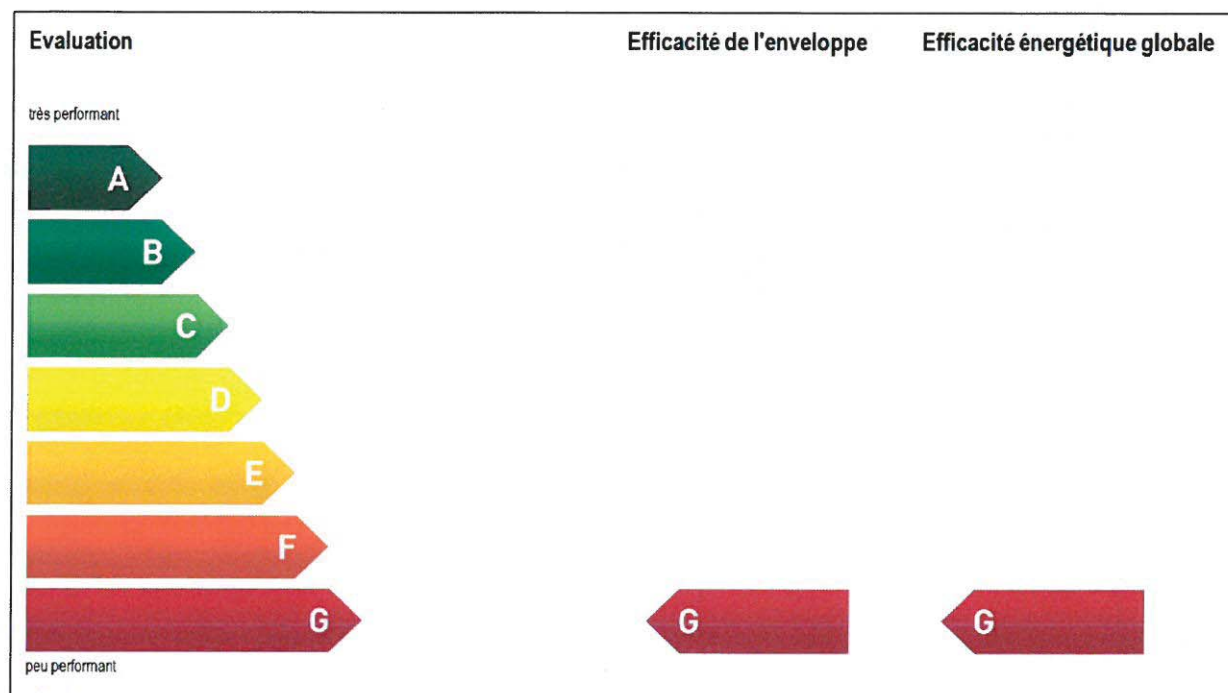 Evaluation
Efficacité de l'enveloppe
Efficacité énergétique globale
très performant
A
B
C
D
E
F
G
G
G
peu performant